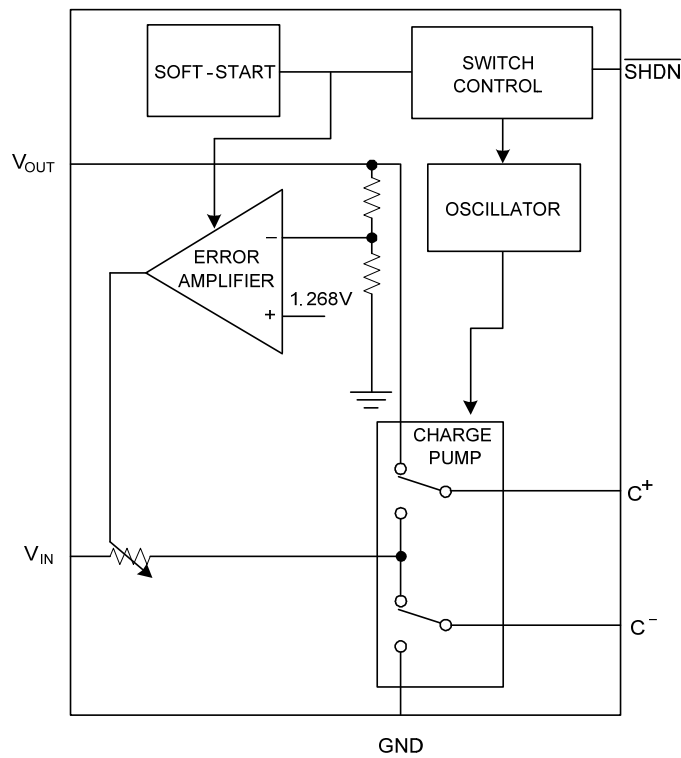 SOFT-START
SWITCH
CONTROL
SHDN
VOUT
OSCILLATOR
−
ERROR
AMPLIFIER
1.268V
+
CHARGE
PUMP
C+
VIN
C−
GND